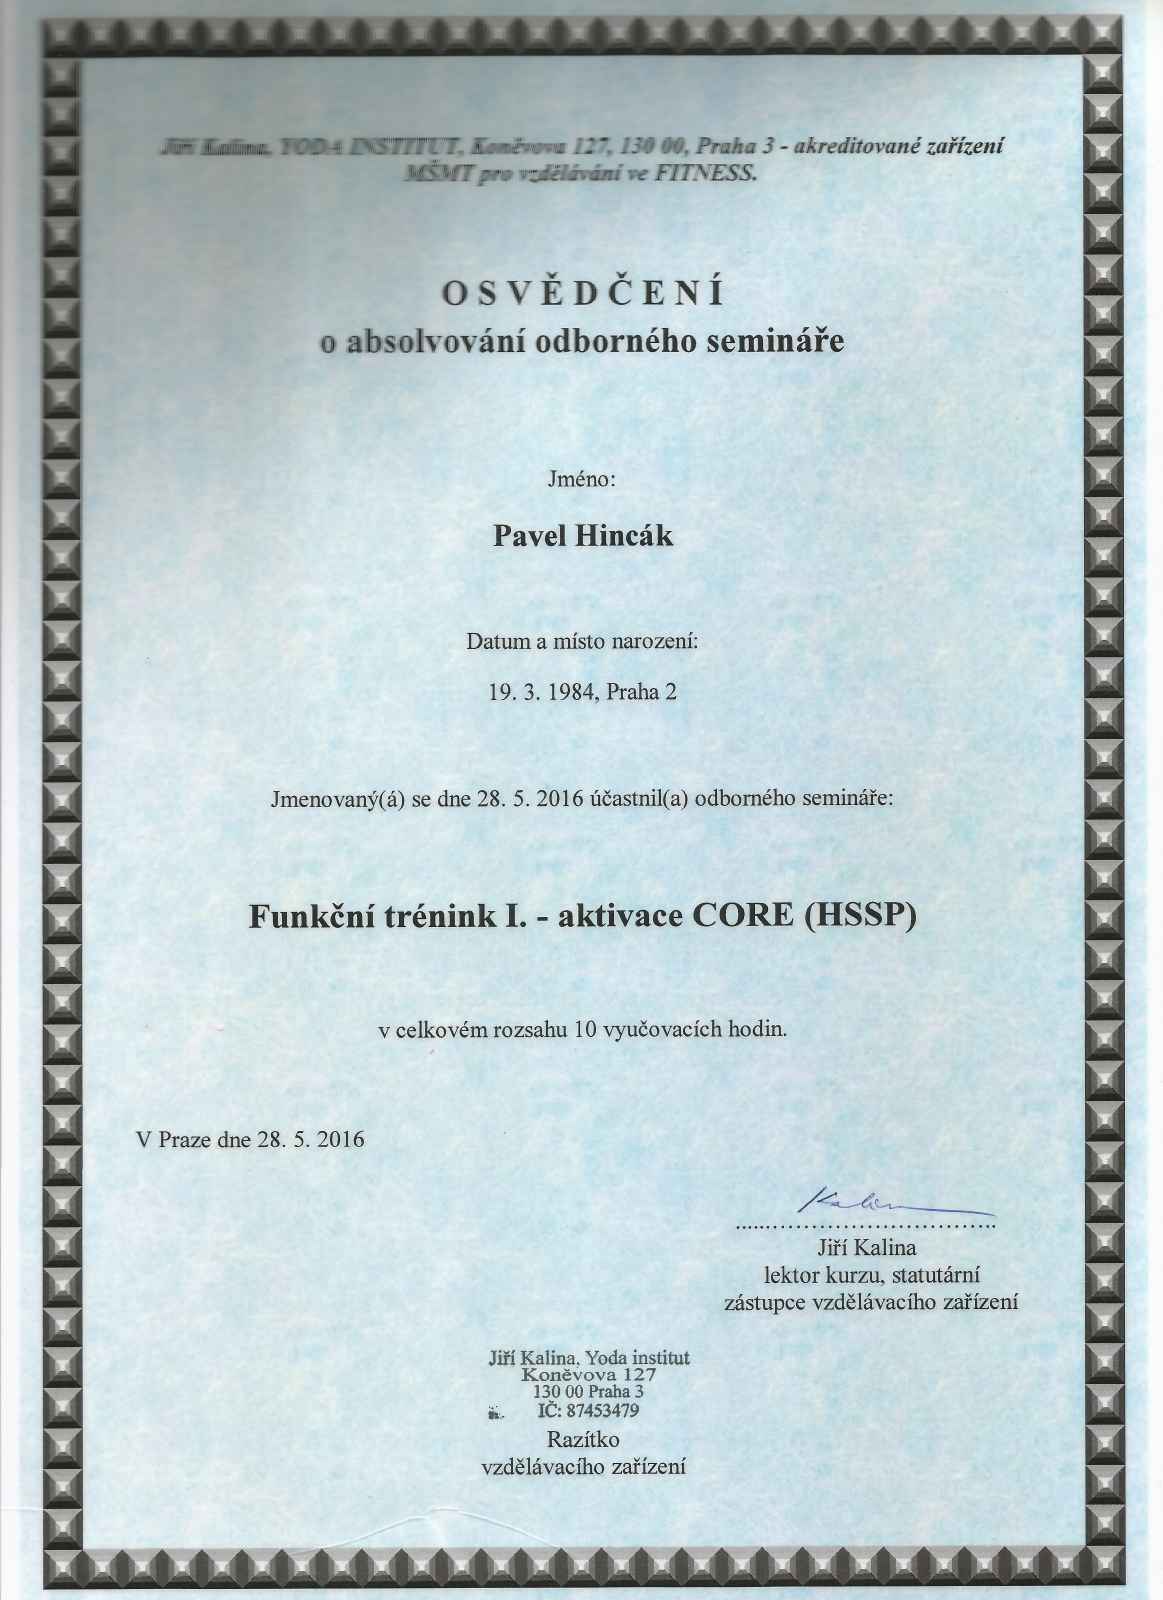 Jiří Kalina, YODA INSTITUT, Koněvova 127, 130 00, Praha 3 - akreditované zařízení
MŠMT pro vzdělávání ve FITNESS.
OSVĚDČENÍ
o absolvování odborného semináře
Jméno:
Pavel Hincák
Datum a místo narození:
19. 3. 1984, Praha 2
Jmenovaný(á) se dne 28. 5. 2016 účastnil(a) odborného semináře:
Funkční trénink I. - aktivace CORE (HSSP)
v celkovém rozsahu 10 vyučovacích hodin.
V Praze dne 28. 5. 2016
Kalina
Jiří Kalina
lektor kurzu, statutární
zástupce vzdělávacího zařízení
Jiří Kalina, Yoda institut
Koněvova 127
130 00 Praha 3
IČ: 87453479
Razítko
vzdělávacího zařízení